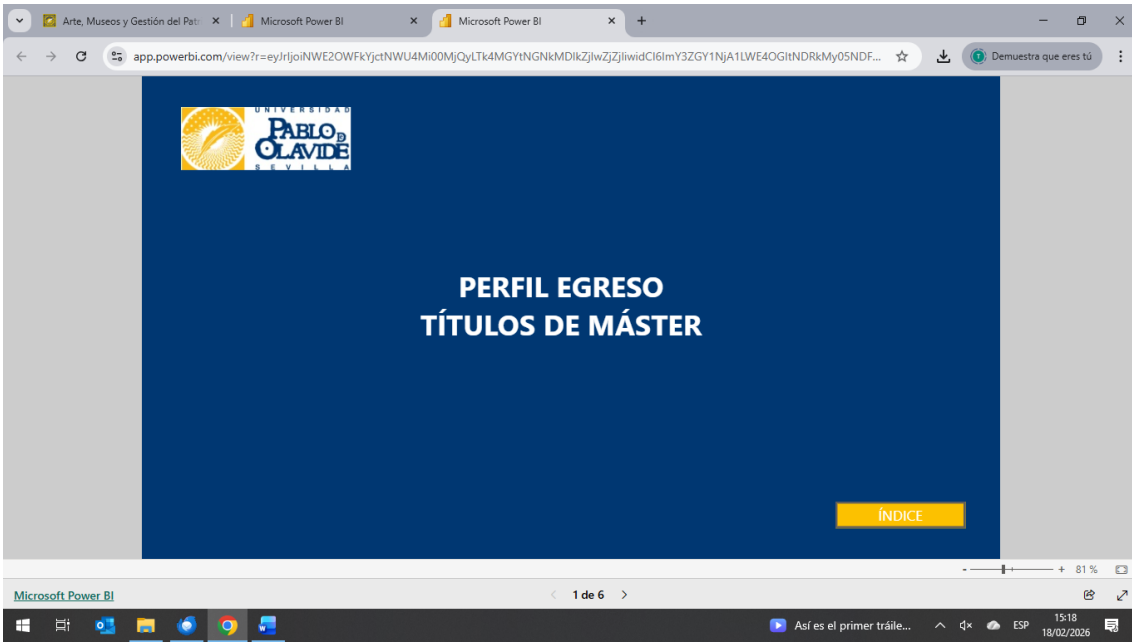 Arte, Museos y Gestión del Patr
Microsoft Power BI
Microsoft Power BI
app.powerbi.com/view?r=eyJrIjoiNWE2OWFkYjctNWU4Mi00MjQyLTk4MGYtNGNkMDlkZjIwZjZjIiwidCI6ImY3ZGY1NjA1LWE4OGItNDRkMy05NDF...
Demuestra que eres tú
UNIVERSIDAD
PABLO DE
OLAVIDE
SEVILLA
PERFIL EGRESO
TÍTULOS DE MÁSTER
ÍNDICE
- + 81 %
Microsoft Power BI
1 de 6
Así es el primer tráile...
ESP
15:18
18/02/2026